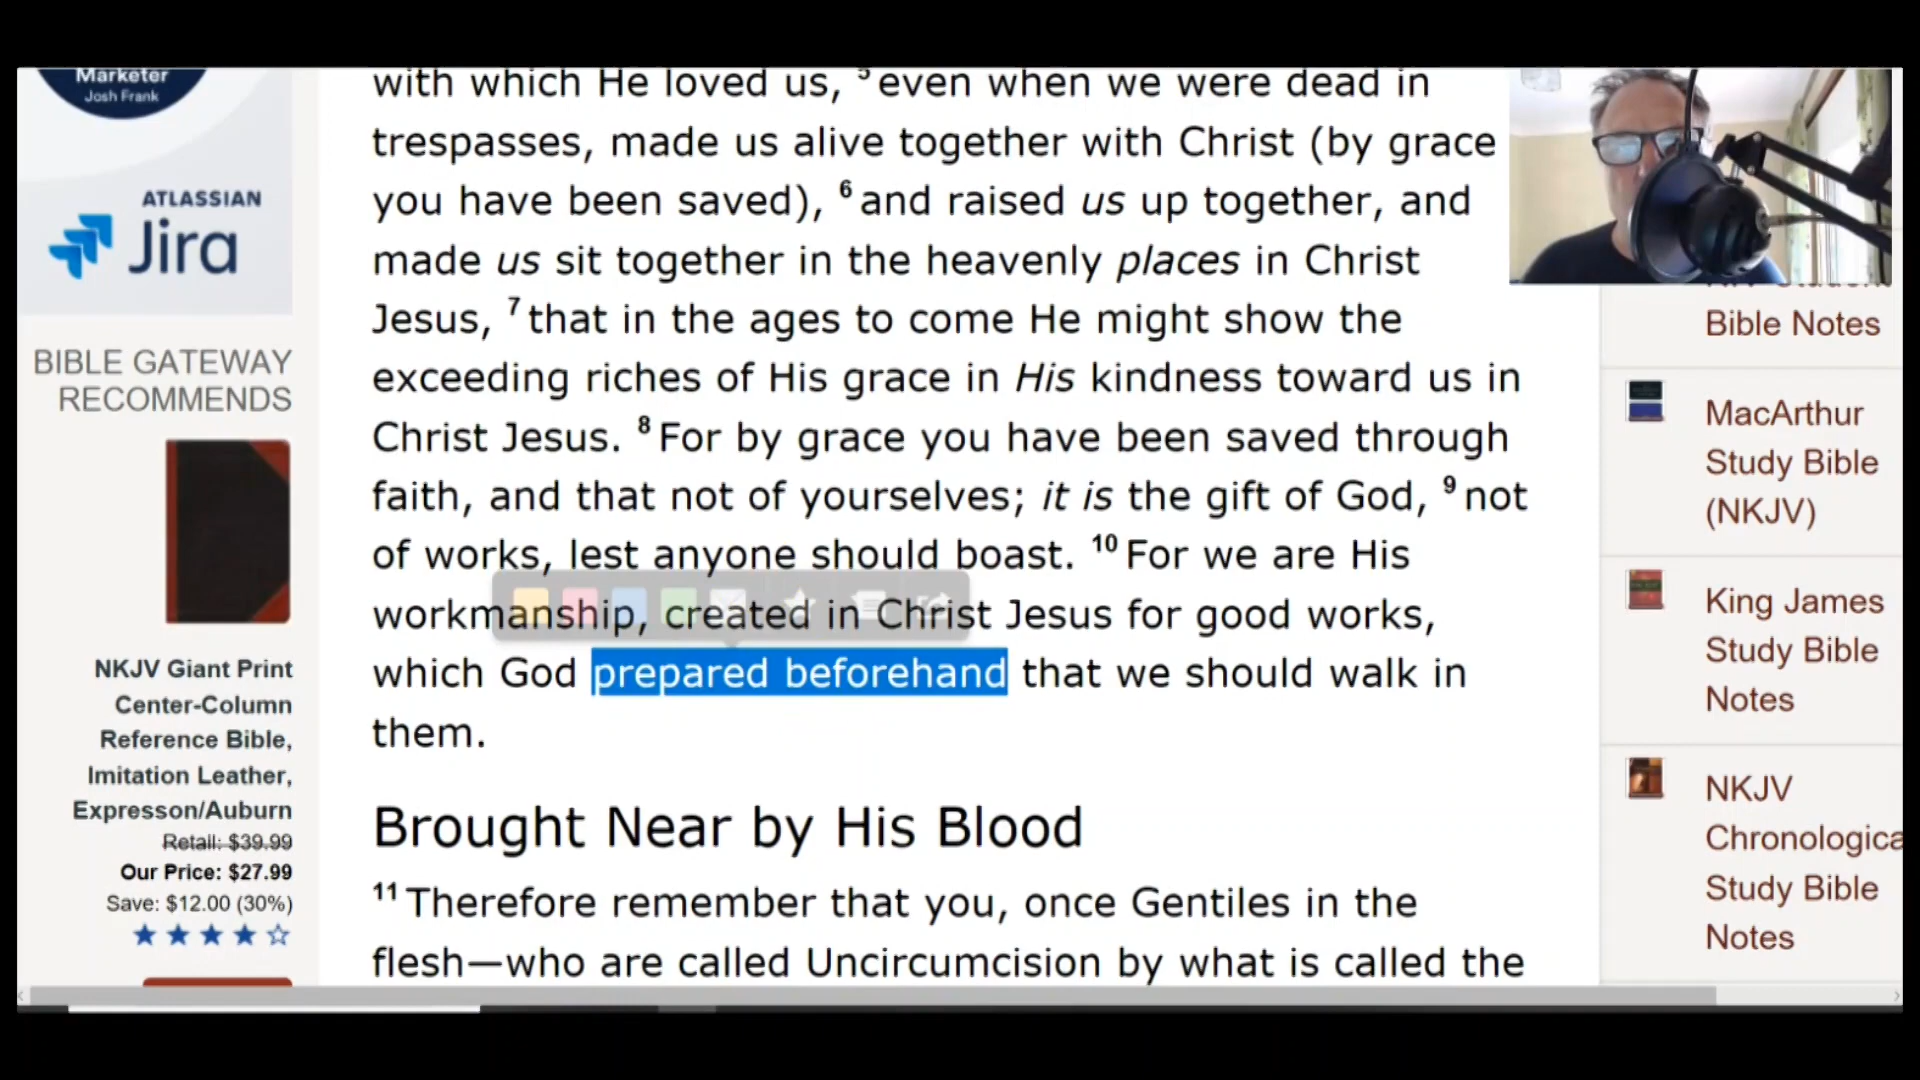 Marketer
Josh Frank
ATLASSIAN
Jira
BIBLE GATEWAY
RECOMMENDS
NKJV Giant Print
Center-Column
Reference Bible,
Imitation Leather,
Expresson/Auburn
Retail: $39.99
Our Price: $27.99
Save: $12.00 (30%)
with which He loved us, 5 even when we were dead in
trespasses, made us alive together with Christ (by grace
you have been saved), 6 and raised us up together, and
made us sit together in the heavenly places in Christ
Jesus, 7 that in the ages to come He might show the
exceeding riches of His grace in His kindness toward us in
Christ Jesus. 8 For by grace you have been saved through
faith, and that not of yourselves; it is the gift of God, 9 not
of works, lest anyone should boast. 10 For we are His
workmanship, created in Christ Jesus for good works,
which God prepared beforehand that we should walk in
them.
Brought Near by His Blood
11 Therefore remember that you, once Gentiles in the
flesh—who are called Uncircumcision by what is called the
Bible Notes
MacArthur
Study Bible
(NKJV)
King James
Study Bible
Notes
NKJV
Chronologica
Study Bible
Notes